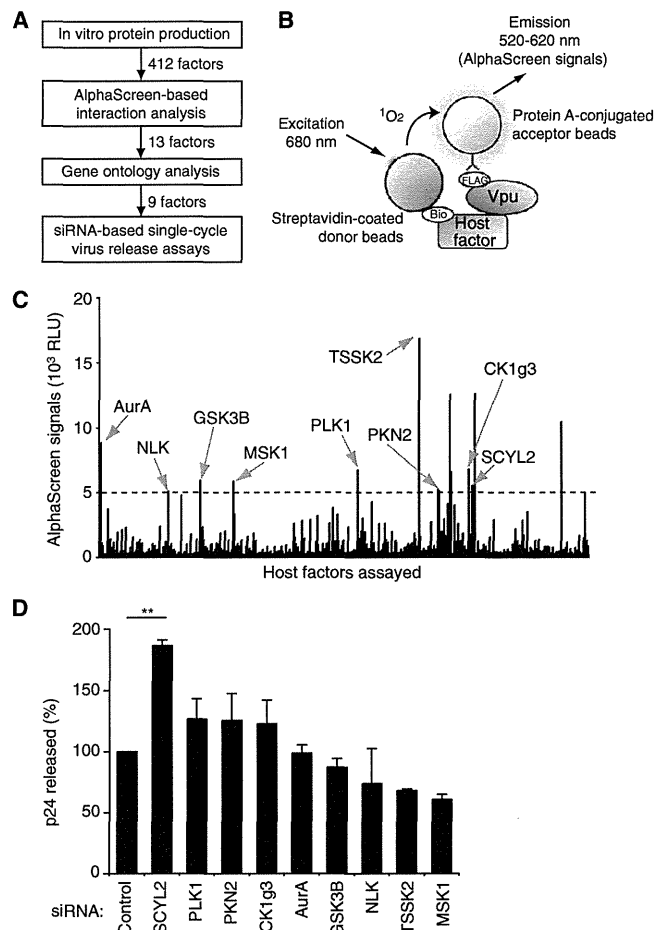 A
In vitro protein production
412 factors
AlphaScreen-based
interaction analysis
13 factors
Gene ontology analysis
9 factors
siRNA-based single-cycle
virus release assays
B
Emission
520-620 nm
(AlphaScreen signals)
¹O₂
Excitation
680 nm
Protein A-conjugated
acceptor beads
FLAG
Vpu
Bio
Host
factor
Streptavidin-coated
donor beads
C
AlphaScreen signals (10³ RLU)
20
15
10
5
0
AurA
NLK
GSK3B
MSK1
PLK1
TSSK2
PKN2
CK1g3
SCYL2
Host factors assayed
D
p24 released (%)
200
150
100
50
0
**
siRNA:
Control
SCYL2
PLK1
PKN2
CK1g3
AurA
GSK3B
NLK
TSSK2
MSK1